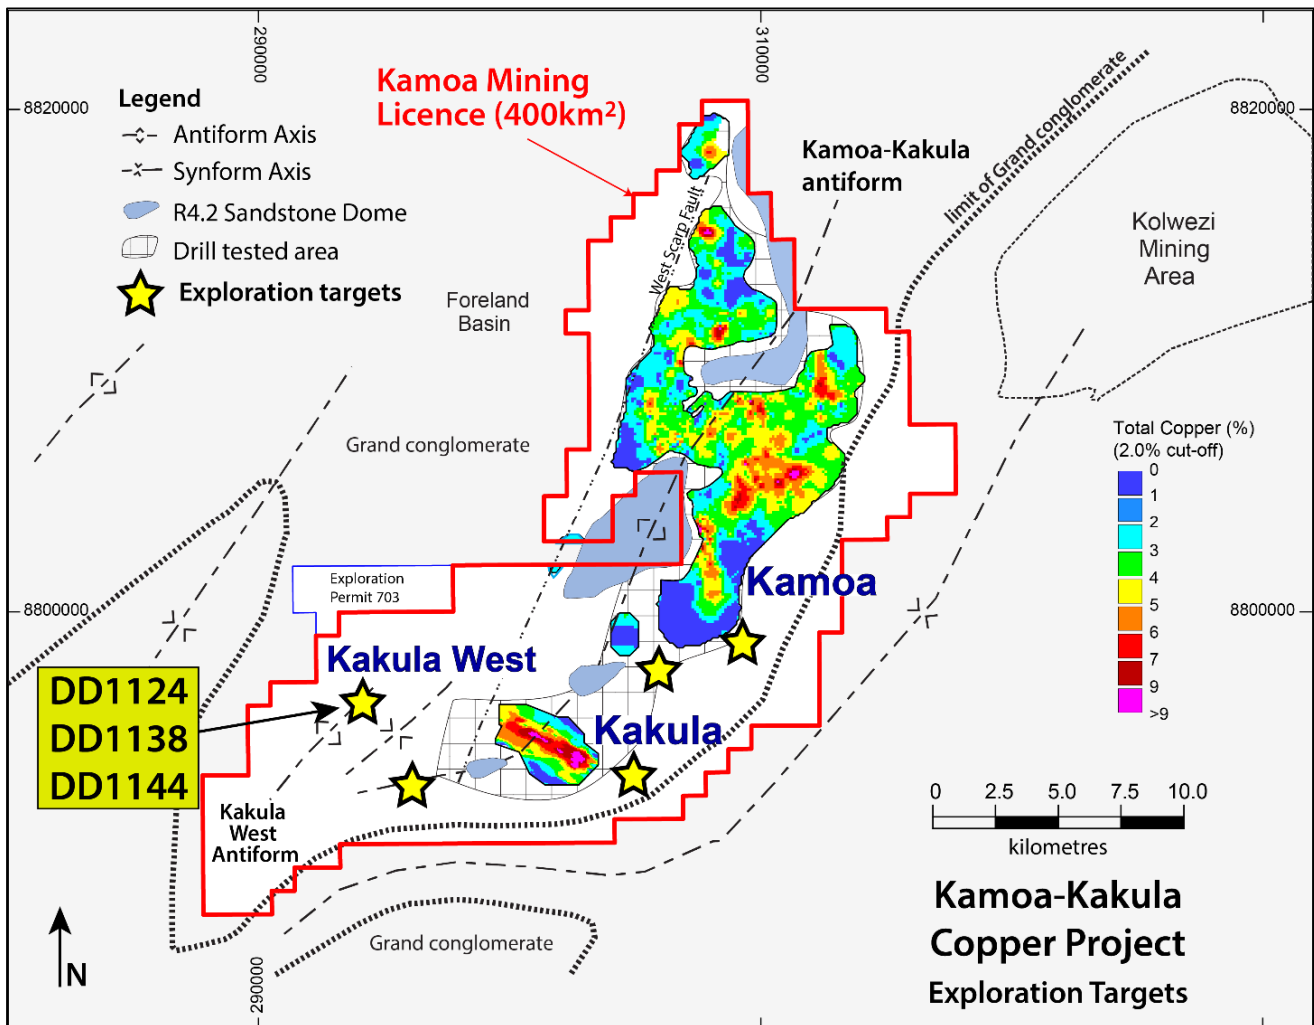 290000
310000
8820000
8820000
Legend
Antiform Axis
Synform Axis
R4.2 Sandstone Dome
Drill tested area
Exploration targets
Kamoa Mining
Licence (400km²)
Kamoa-Kakula
antiform
limit of Grand conglomerate
Kolwezi
Mining
Area
West Scarp Fault
Foreland
Basin
Grand conglomerate
Total Copper (%)
(2.0% cut-off)
0
1
2
3
4
5
6
7
9
>9
Exploration
Permit 703
Kamoa
8800000
8800000
Kakula West
DD1124
DD1138
DD1144
Kakula
Kakula
West
Antiform
0 2.5 5.0 7.5 10.0
kilometres
Kamoa-Kakula
Copper Project
Exploration Targets
Grand conglomerate
N
290000